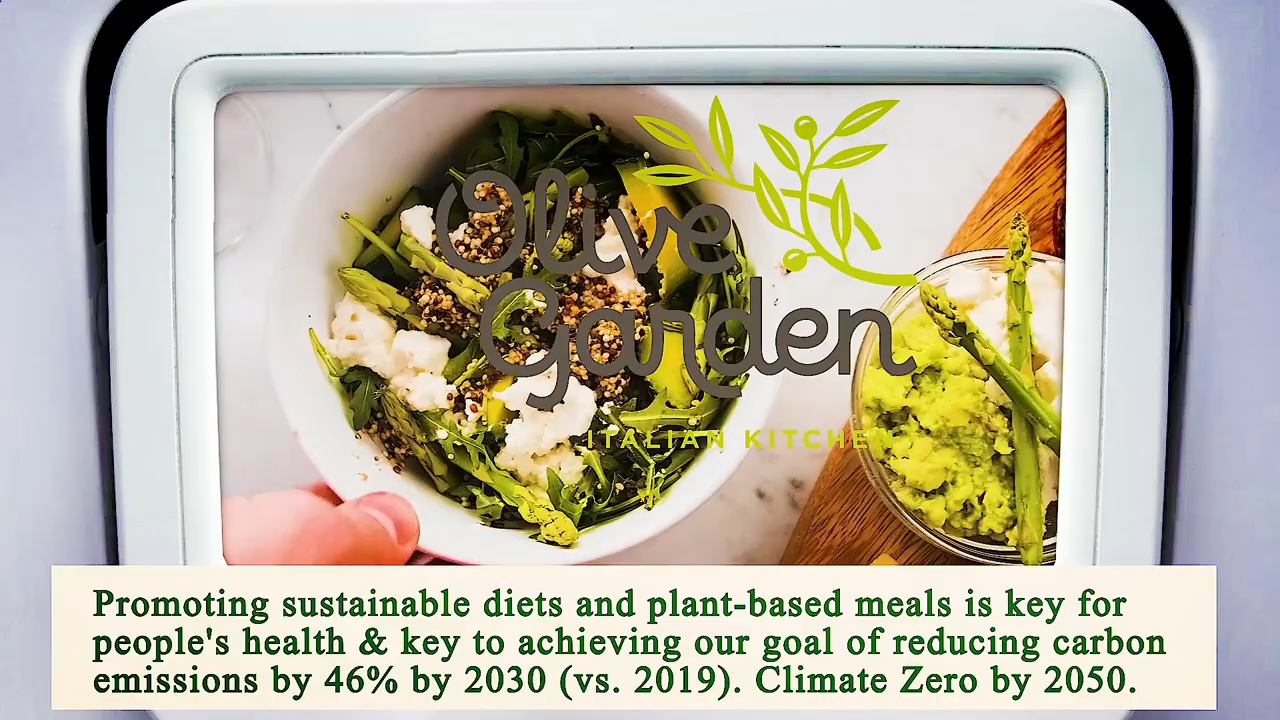 Olive
Garden
ITALIAN KITCHEN
Promoting sustainable diets and plant-based meals is key for
people's health & key to achieving our goal of reducing carbon
emissions by 46% by 2030 (vs. 2019). Climate Zero by 2050.